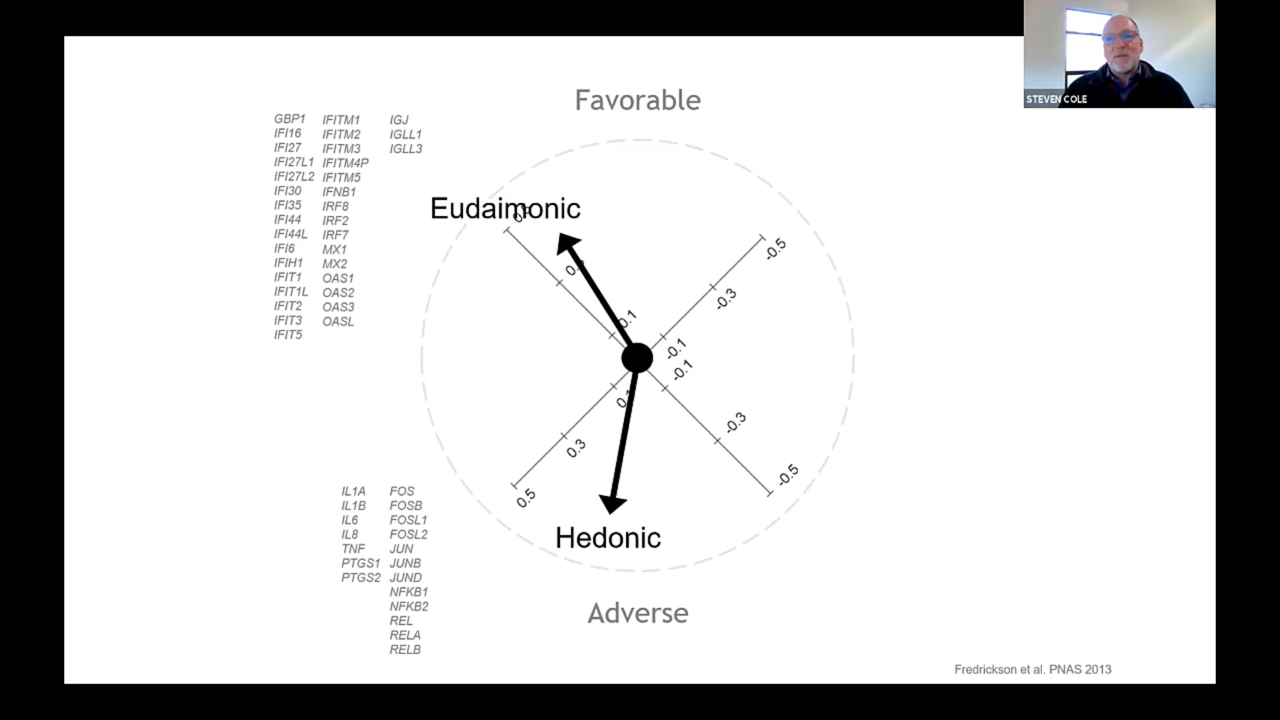 STEVEN COLE
Favorable
GBP1 IFITM1 IGJ
IFI16 IFITM2 IGLL1
IFI27 IFITM3 IGLL3
IFI27L1 IFITM4P
IFI27L2 IFITM5
IFI30 IFNB1
IFI35 IRF8
IFI44 IRF2
IFI44L IRF7
IFI6 MX1
IFIH1 MX2
IFIT1 OAS1
IFIT1L OAS2
IFIT2 OAS3
IFIT3 OASL
IFIT5
Eudaimonic
0.1
-0.5
-0.3
-0.1
-0.1
-0.3
-0.5
0.1
0.3
0.5
Hedonic
IL1A FOS
IL1B FOSB
IL6 FOSL1
IL8 FOSL2
TNF JUN
PTGS1 JUNB
PTGS2 JUND
NFKB1
NFKB2
REL
RELA
RELB
Adverse
Fredrickson et al. PNAS 2013